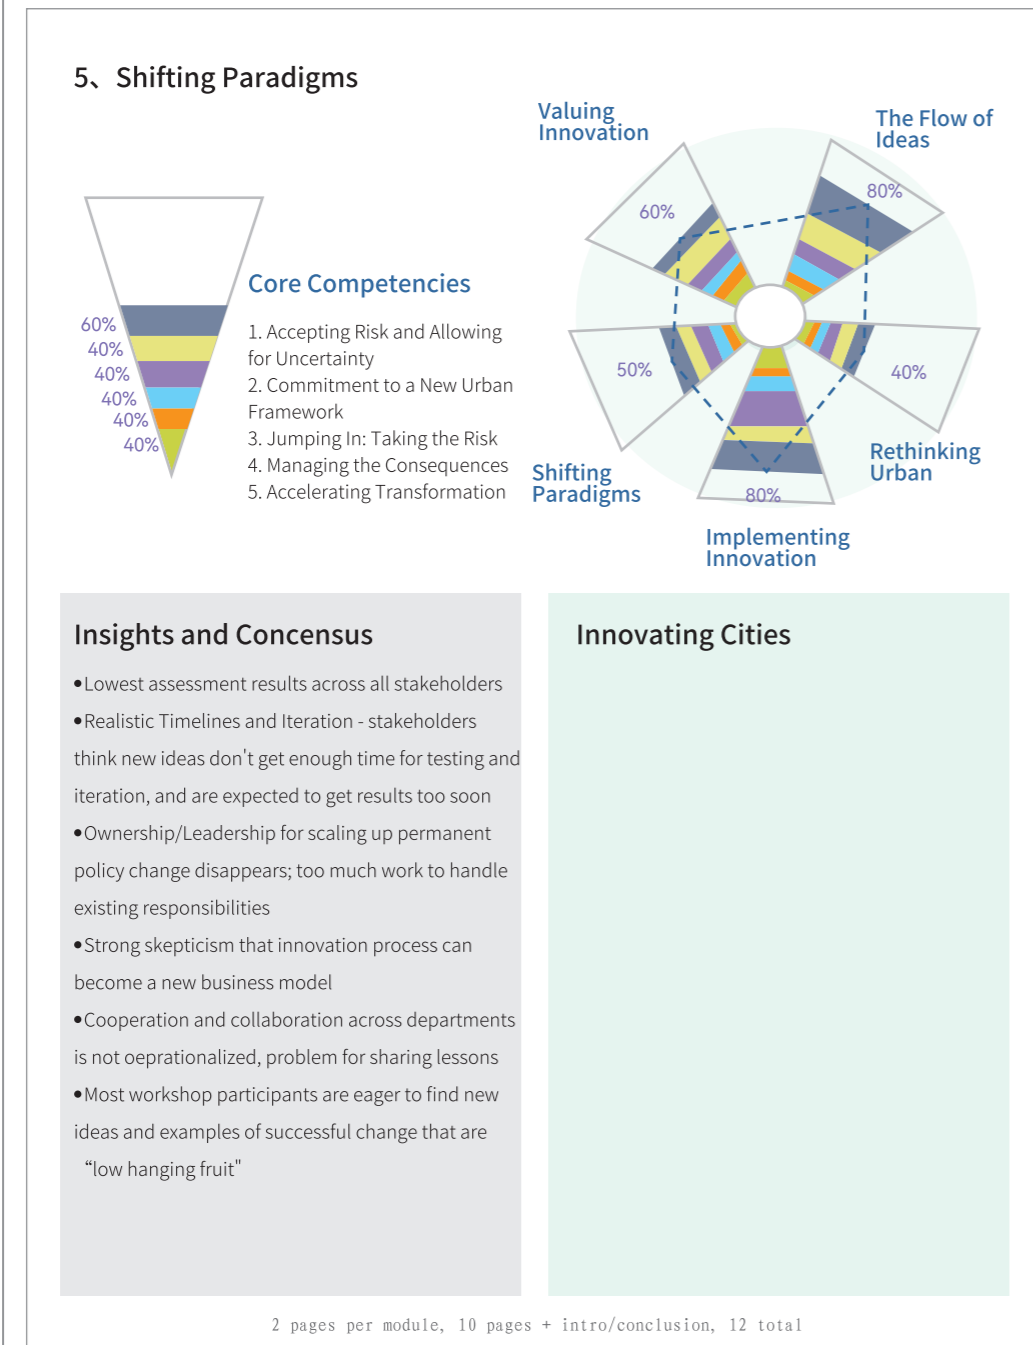 5、Shifting Paradigms
Valuing
Innovation
The Flow of
Ideas
60%
80%
50%
40%
80%
Shifting
Paradigms
Rethinking
Urban
Implementing
Innovation
60%
40%
40%
40%
40%
40%
Core Competencies
1. Accepting Risk and Allowing
for Uncertainty
2. Commitment to a New Urban
Framework
3. Jumping In: Taking the Risk
4. Managing the Consequences
5. Accelerating Transformation
Insights and Concensus
•Lowest assessment results across all stakeholders
•Realistic Timelines and Iteration - stakeholders
think new ideas don't get enough time for testing and
iteration, and are expected to get results too soon
•Ownership/Leadership for scaling up permanent
policy change disappears; too much work to handle
existing responsibilities
•Strong skepticism that innovation process can
become a new business model
•Cooperation and collaboration across departments
is not oeprationalized, problem for sharing lessons
•Most workshop participants are eager to find new
ideas and examples of successful change that are
“low hanging fruit"
Innovating Cities
2 pages per module, 10 pages + intro/conclusion, 12 total